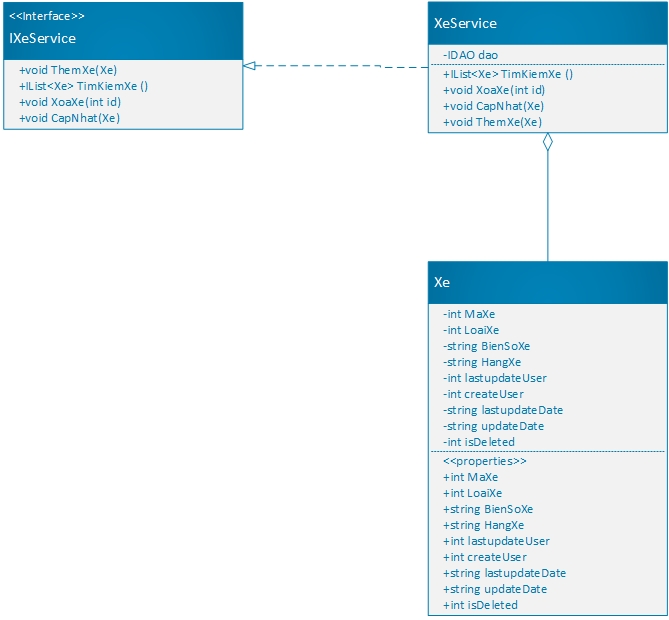 <<Interface>>
IXeService
+void ThemXe(Xe)
+IList<Xe> TimKiemXe ()
+void XoaXe(int id)
+void CapNhat(Xe)
XeService
-IDAO dao
+IList<Xe> TimKiemXe ()
+void XoaXe(int id)
+void CapNhat(Xe)
+void ThemXe(Xe)
Xe
-int MaXe
-int LoaiXe
-string BienSoXe
-string HangXe
-int lastupdateUser
-int createUser
-string lastupdateDate
-string updateDate
-int isDeleted
<<properties>>
+int MaXe
+int LoaiXe
+string BienSoXe
+string HangXe
+int lastupdateUser
+int createUser
+string lastupdateDate
+string updateDate
+int isDeleted